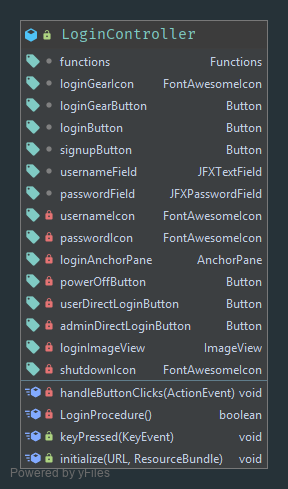 LoginController
functions Functions
loginGearIcon FontAwesomeIcon
loginGearButton Button
loginButton Button
signupButton Button
usernameField JFXTextField
passwordField JFXPasswordField
usernameIcon FontAwesomeIcon
passwordIcon FontAwesomeIcon
loginAnchorPane AnchorPane
powerOffButton Button
userDirectLoginButton Button
adminDirectLoginButton Button
loginImageView ImageView
shutdownIcon FontAwesomeIcon
handleButtonClicks(ActionEvent) void
LoginProcedure() boolean
keyPressed(KeyEvent) void
initialize(URL, ResourceBundle) void
Powered by yFiles